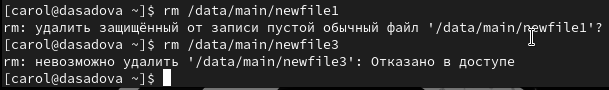 [carol@dasadova ~]$ rm /data/main/newfile1
rm: удалить защищённый от записи пустой обычный файл '/data/main/newfile1'?
[carol@dasadova ~]$ rm /data/main/newfile3
rm: невозможно удалить '/data/main/newfile3': Отказано в доступе
[carol@dasadova ~]$